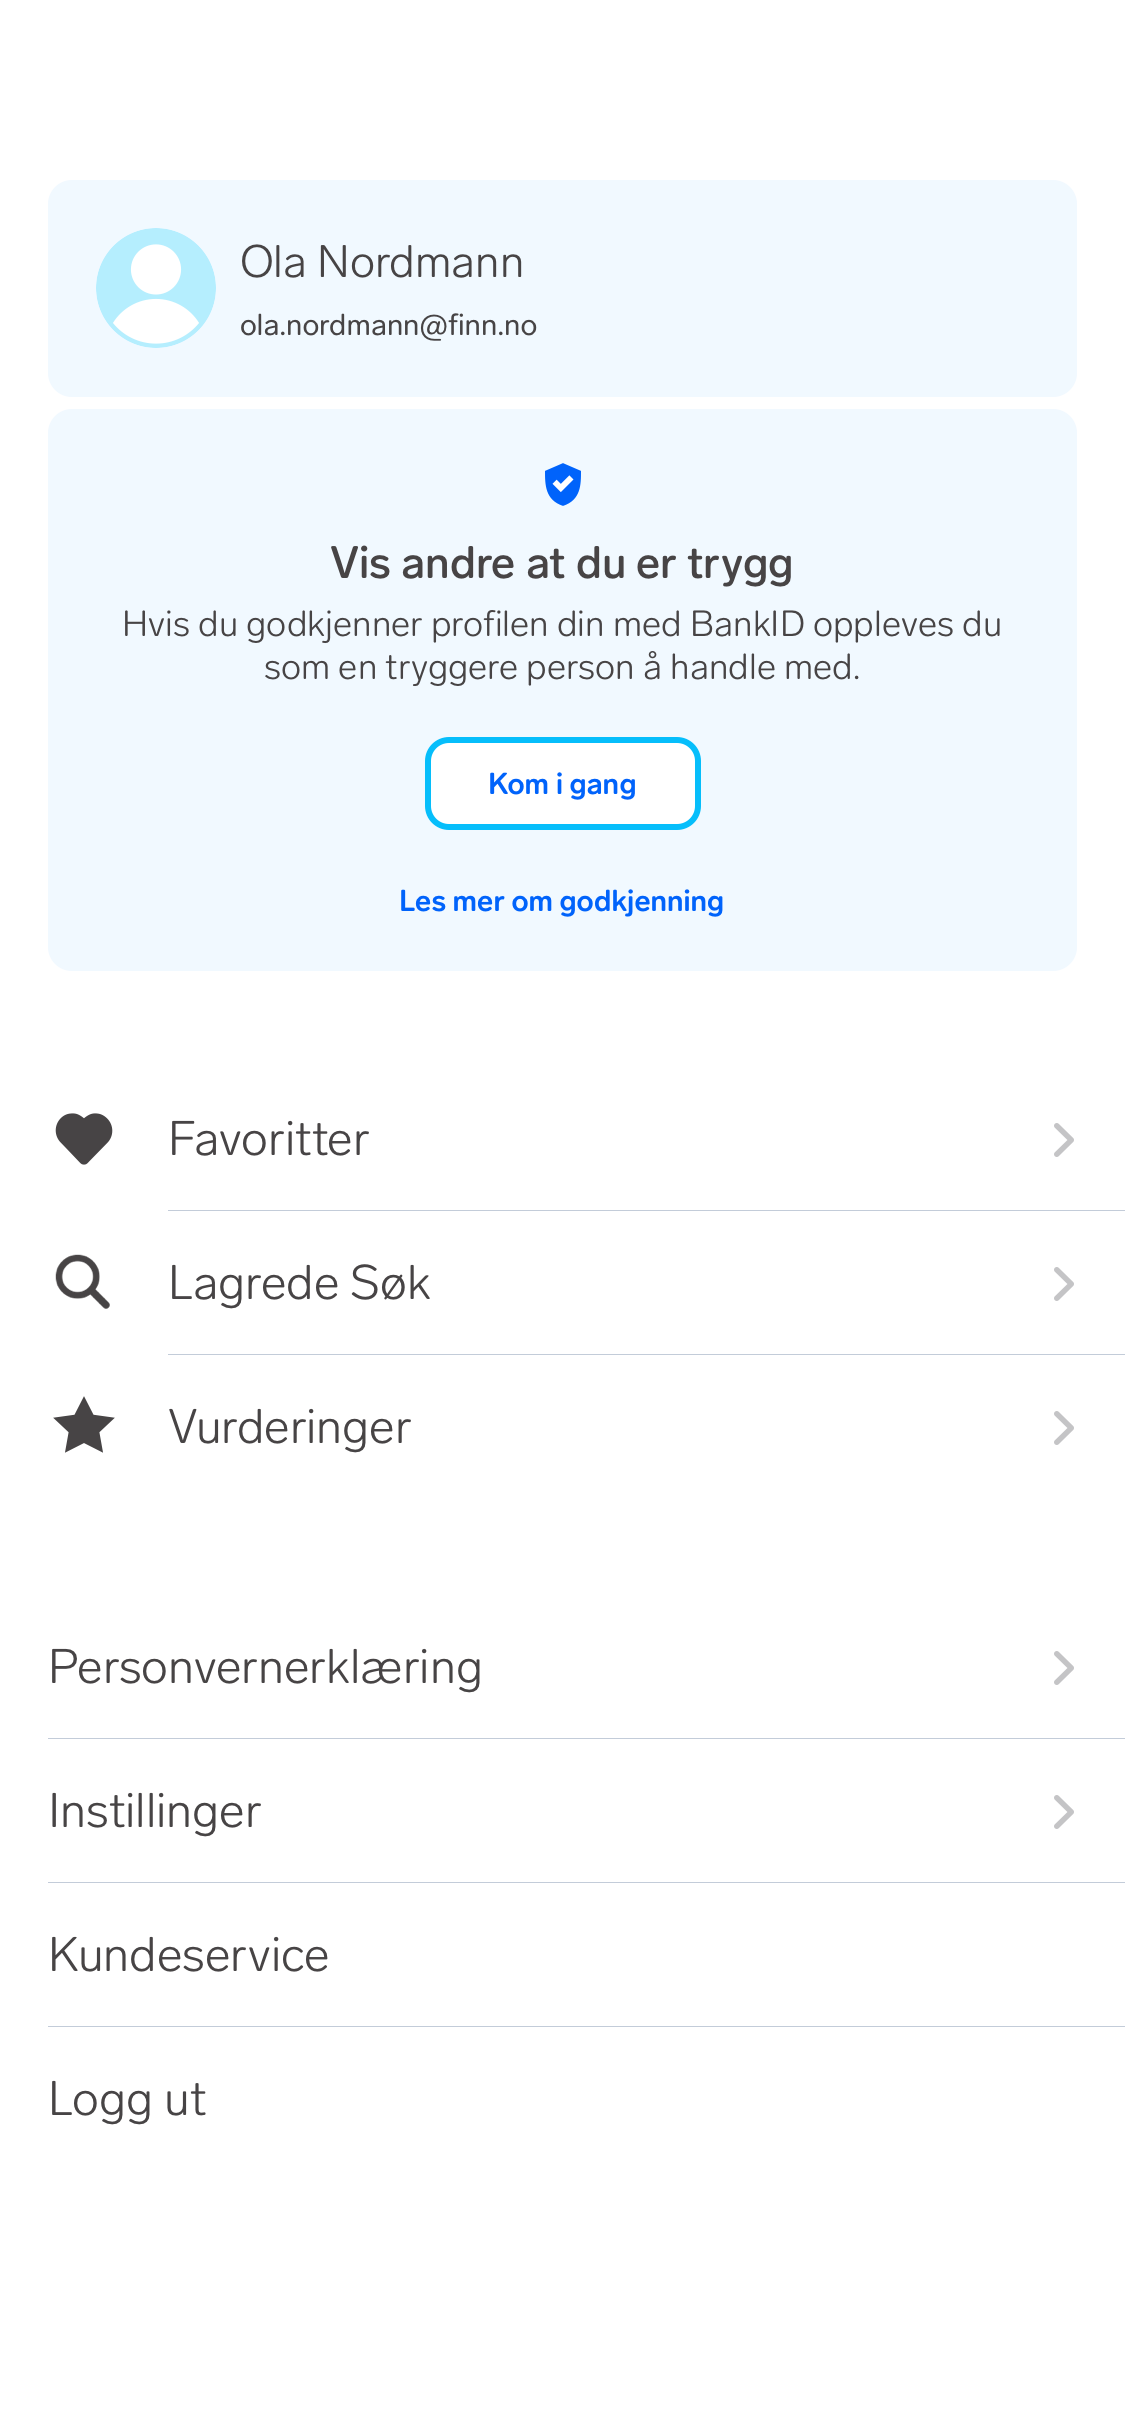 Ola Nordmann
ola.nordmann@finn.no
Vis andre at du er trygg
Hvis du godkjenner profilen din med BankID oppleves du
som en tryggere person å handle med.
Kom i gang
Les mer om godkjenning
Favoritter
Lagrede Søk
Vurderinger
Personvernerklæring
Instillinger
Kundeservice
Logg ut